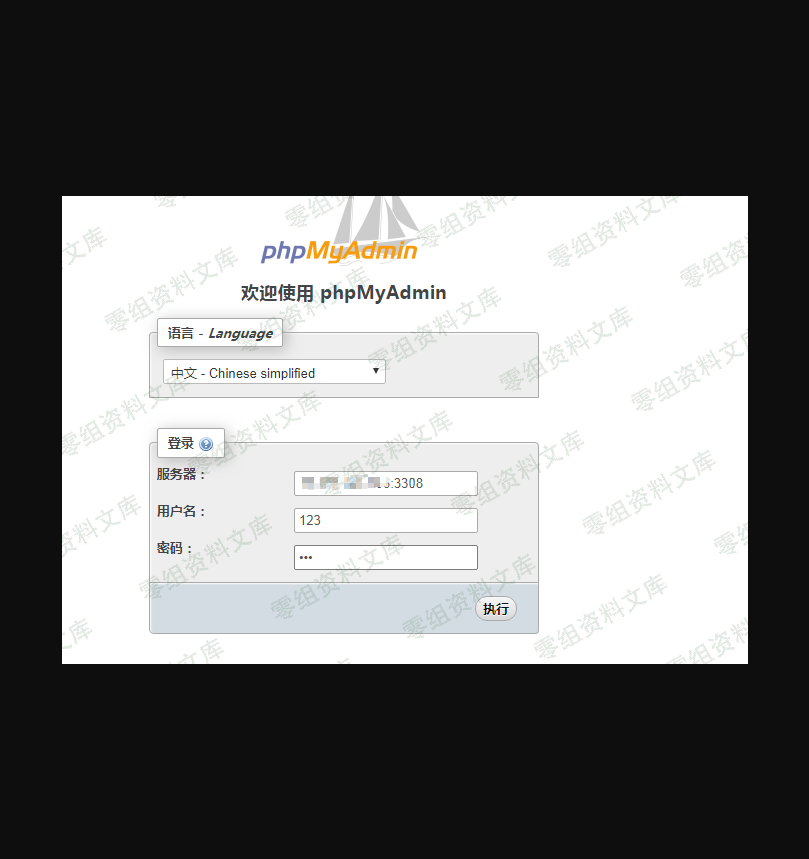 phpMyAdmin
欢迎使用 phpMyAdmin
语言 - Language
中文 - Chinese simplified
登录
服务器：
:3308
用户名：
123
密码：
•••
执行
零组资料文库